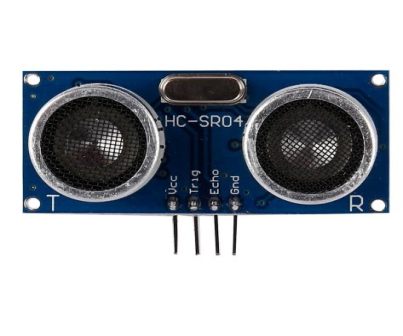 HC-SR04
Vcc
Trig
Echo
Gnd
T
R